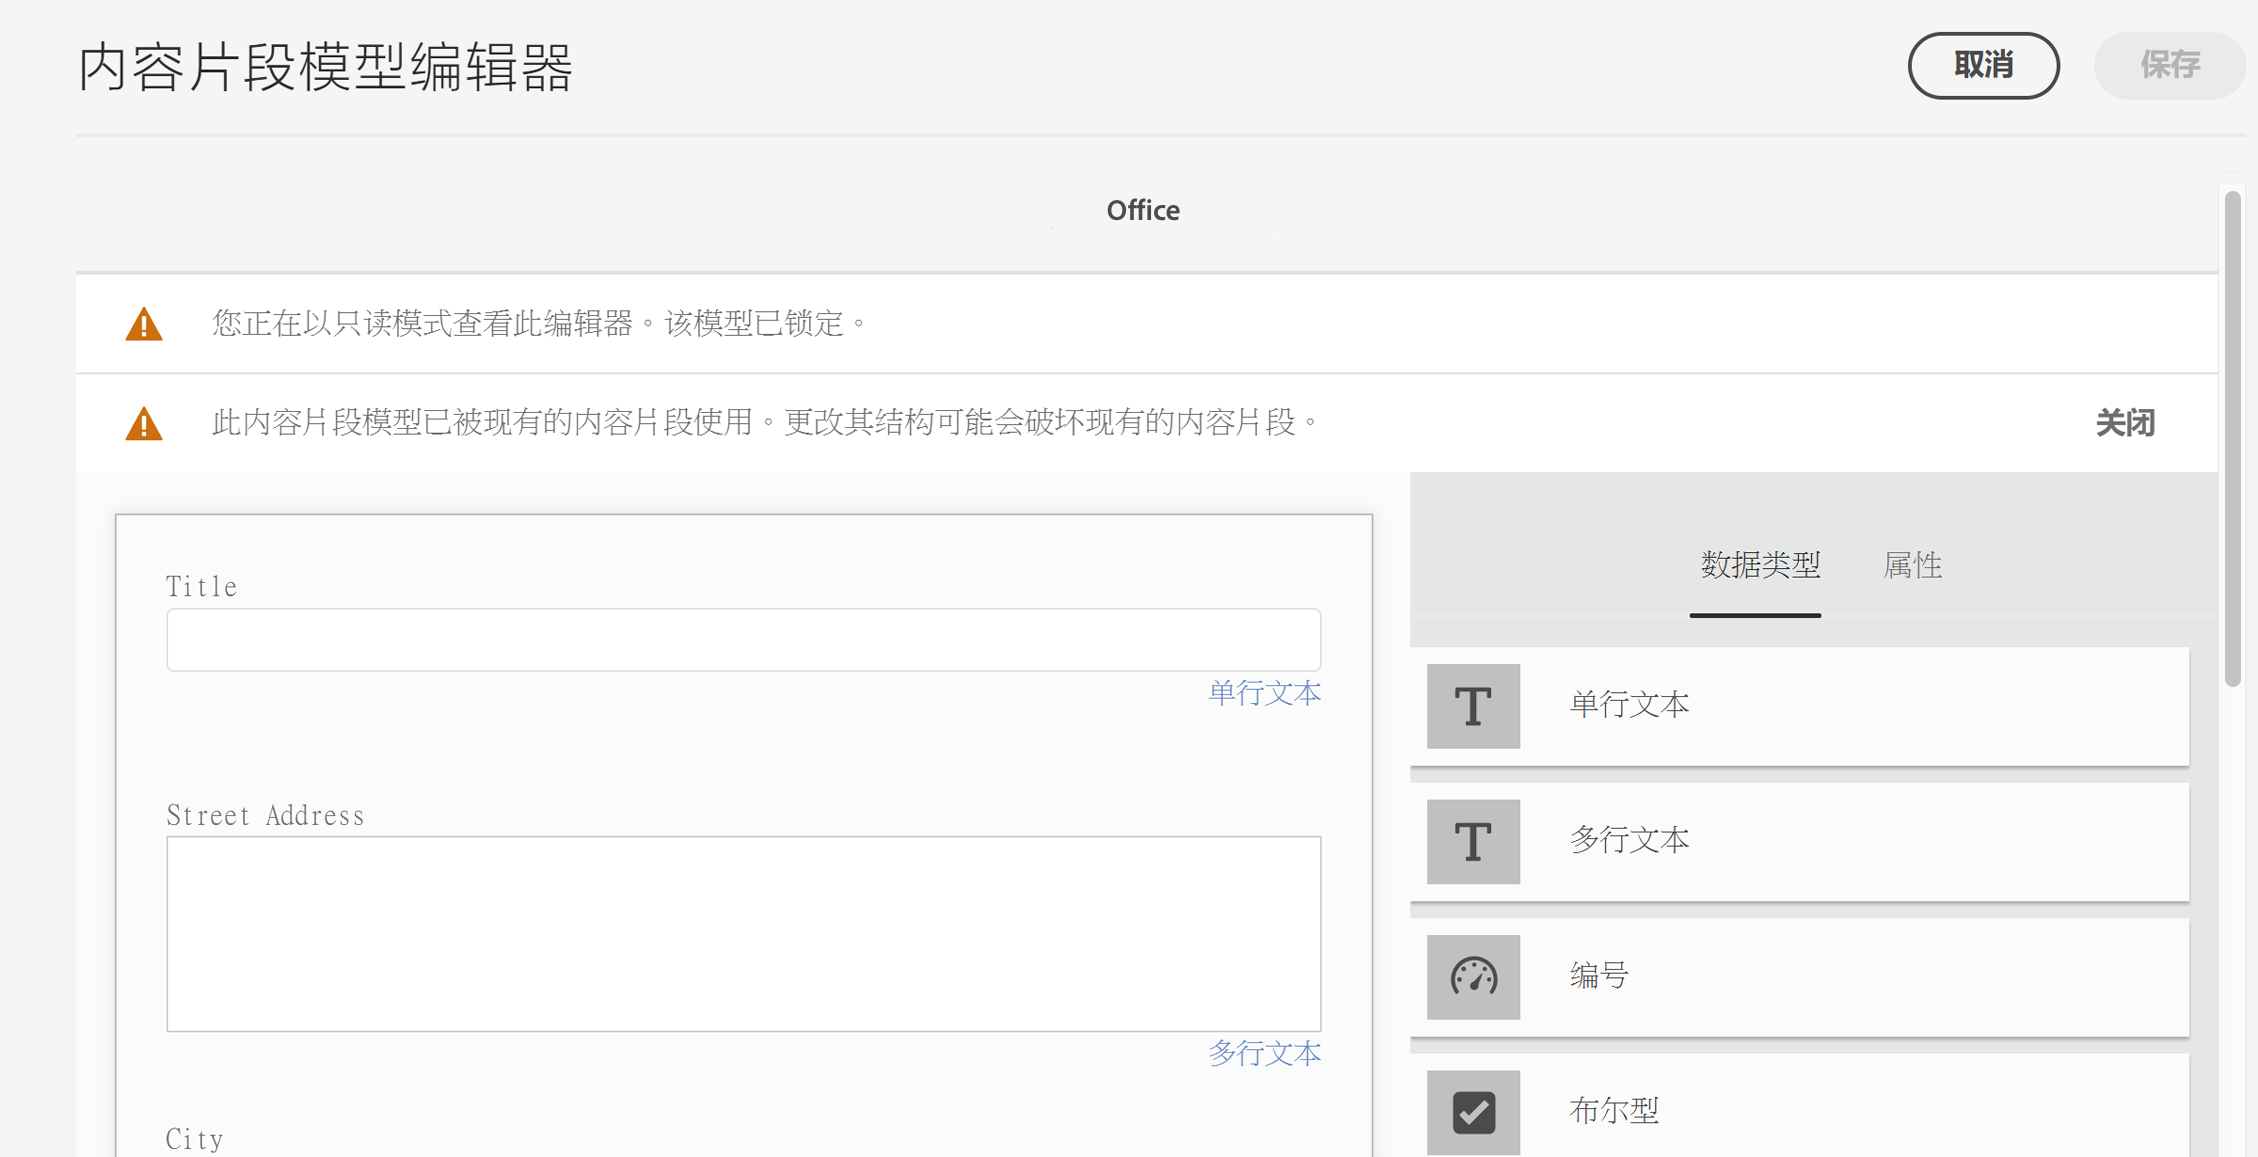 内容片段模型编辑器
取消
保存
Office
您正在以只读模式查看此编辑器。该模型已锁定。
此内容片段模型已被现有的内容片段使用。更改其结构可能会破坏现有的内容片段。
关闭
Title
单行文本
Street Address
多行文本
City
数据类型
属性
单行文本
多行文本
编号
布尔型